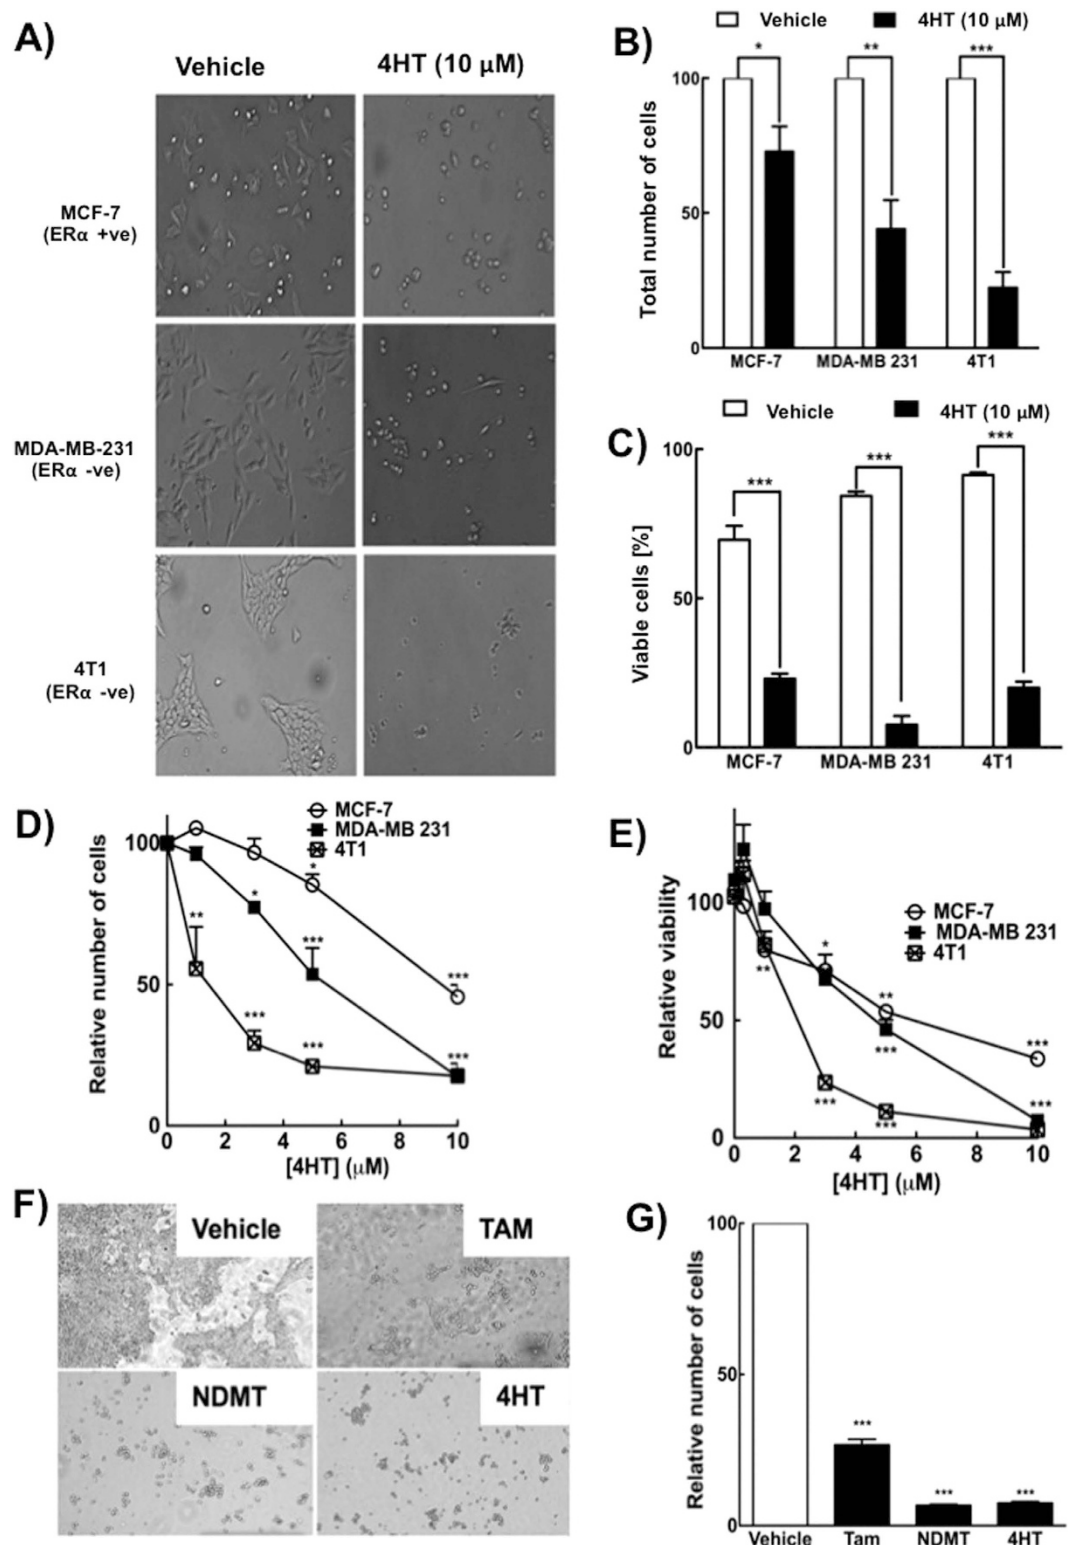 A)
Vehicle
4HT (10 μM)
MCF-7
(ERα +ve)
MDA-MB-231
(ERα -ve)
4T1
(ERα -ve)
B)
Vehicle
4HT (10 μM)
Total number of cells
100
50
0
*
**
***
MCF-7
MDA-MB 231
4T1
C)
Vehicle
4HT (10 μM)
Viable cells [%]
100
50
0
***
***
***
MCF-7
MDA-MB 231
4T1
D)
MCF-7
MDA-MB 231
4T1
Relative number of cells
100
50
0
**
*
*
***
***
***
***
***
0 2 4 6 8 10
[4HT] (μM)
E)
MCF-7
MDA-MB 231
4T1
Relative viability
100
50
0
**
*
**
***
***
***
***
***
0 2 4 6 8 10
[4HT] (μM)
F)
Vehicle
TAM
NDMT
4HT
G)
Relative number of cells
100
50
0
***
***
***
Vehicle
Tam
NDMT
4HT